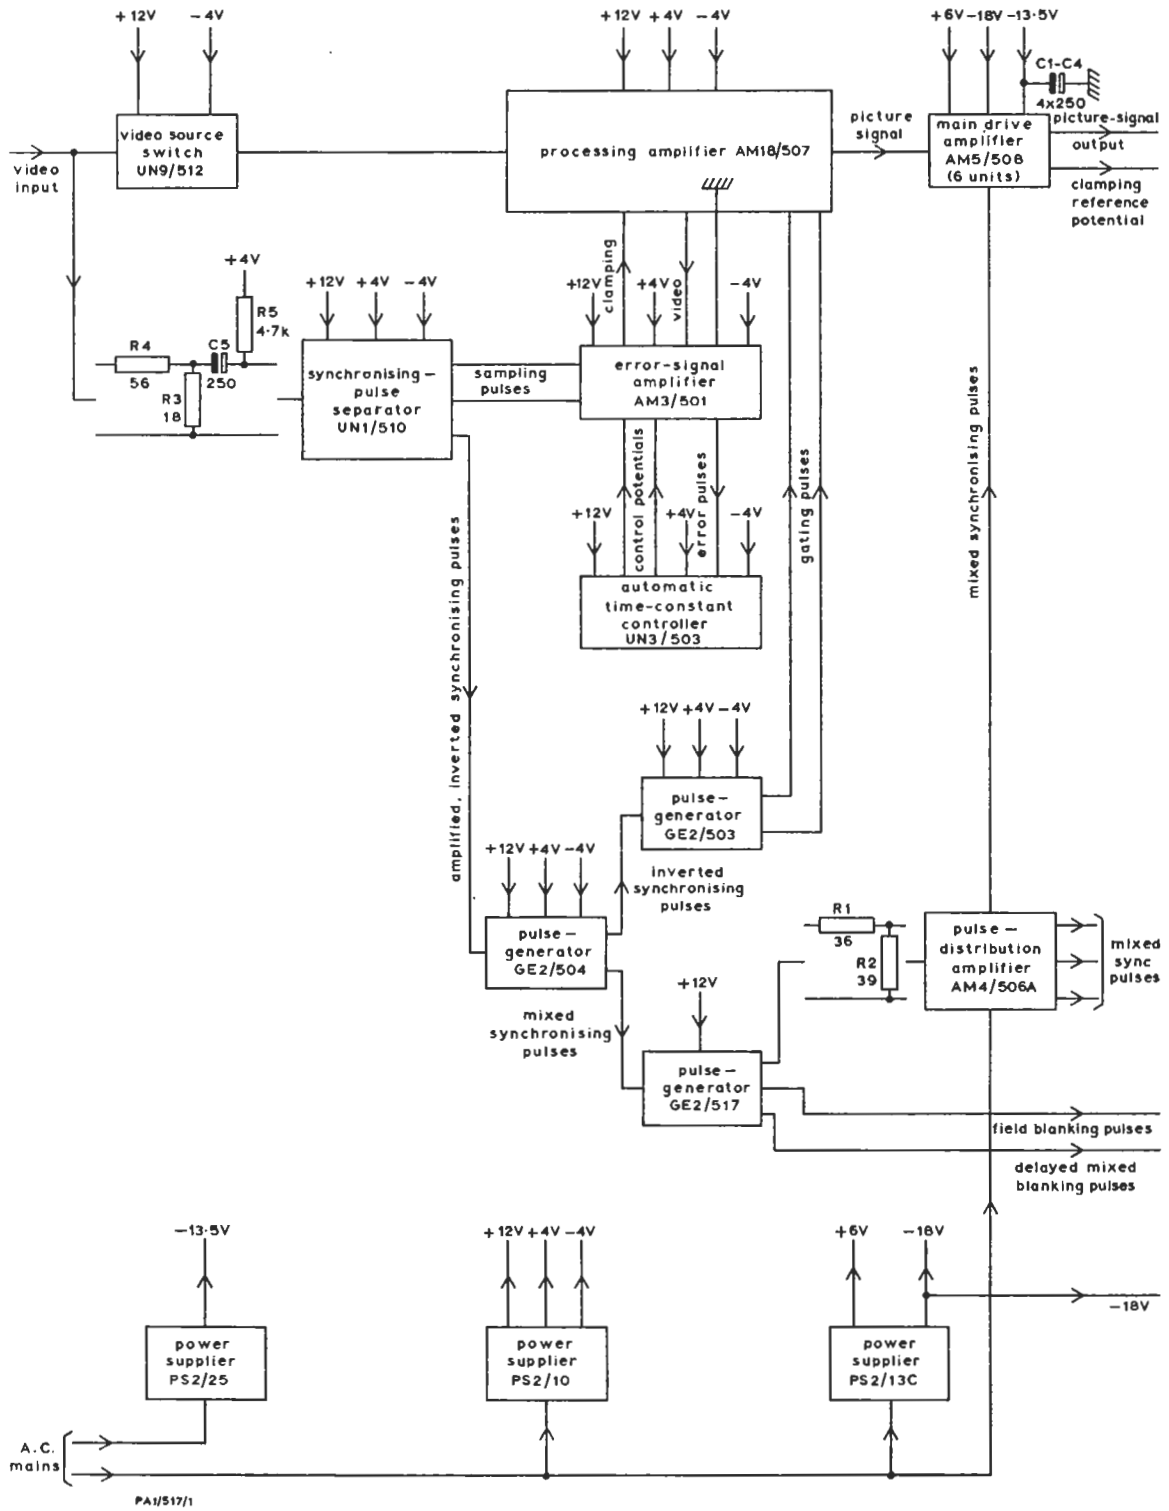 +12V
-4V
+12V
+4V
-4V
+6V
-18V
-13·5V
C1-C4
4x250
video source
switch
UN9/512
processing amplifier AM18/507
picture
signal
main drive
amplifier
AM5/508
(6 units)
picture-signal
output
clamping
reference
potential
video
input
+4V
R5
4·7k
R4
56
C5
250
R3
18
+12V
+4V
-4V
synchronising-
pulse
separator
UN1/510
sampling
pulses
+12V
clamping
+4V
video
-4V
error-signal
amplifier
AM3/501
control potentials
error pulses
gating pulses
mixed synchronising pulses
+12V
+4V
-4V
automatic
time-constant
controller
UN3/503
amplified, inverted synchronising pulses
+12V
+4V
-4V
pulse-
generator
GE2/503
+12V
+4V
-4V
inverted
synchronising
pulses
pulse-
generator
GE2/504
mixed
synchronising
pulses
R1
36
R2
39
pulse-
distribution
amplifier
AM4/506A
mixed
sync
pulses
+12V
pulse-
generator
GE2/517
field blanking pulses
delayed mixed
blanking pulses
-13·5V
+12V
+4V
-4V
+6V
-18V
-18V
power
supplier
PS2/25
power
supplier
PS2/10
power
supplier
PS2/13C
A.C.
mains
PA1/517/1